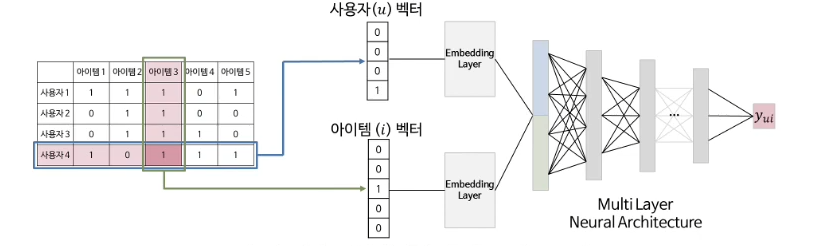 아이템 1 아이템 2 아이템 3 아이템 4 아이템 5
사용자 1 1 1 1 0 1
사용자 2 0 1 1 0 0
사용자 3 0 1 1 1 0
사용자 4 1 0 1 1 1
사용자(u) 벡터
0
0
0
1
Embedding
Layer
아이템 (i) 벡터
0
0
1
0
0
Embedding
Layer
...
yui
Multi Layer
Neural Architecture